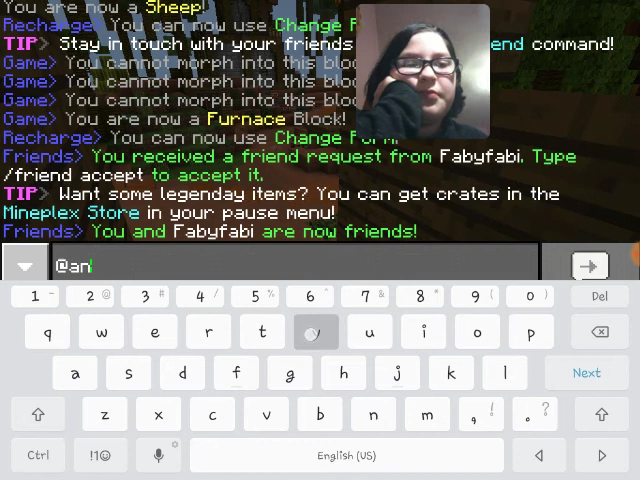 You are now a Sheep!
Recharge> You can now use Change F
TIP> Stay in touch with your friends end command!
Game> You cannot morph into this bloc
Game> You cannot morph into this bloc
Game> You cannot morph into this bloc
Game> You are now a Furnace Block!
Recharge> You can now use Change Form.
Friends> You received a friend request from Fabyfabi. Type
/friend accept to accept it.
TIP> Want some legendary items? You can get crates in the
Mineplex Store in your pause menu!
Friends> You and Fabyfabi are now friends!
@an
1 - 2 @ 3 # 4 / 5 % 6 ^ 7 & 8 * 9 ( 0 ) Del
q w e r t y u i o p
a s d f g h j k l Next
z x c v b n m , ! . ?
Ctrl !1☺ English (US)